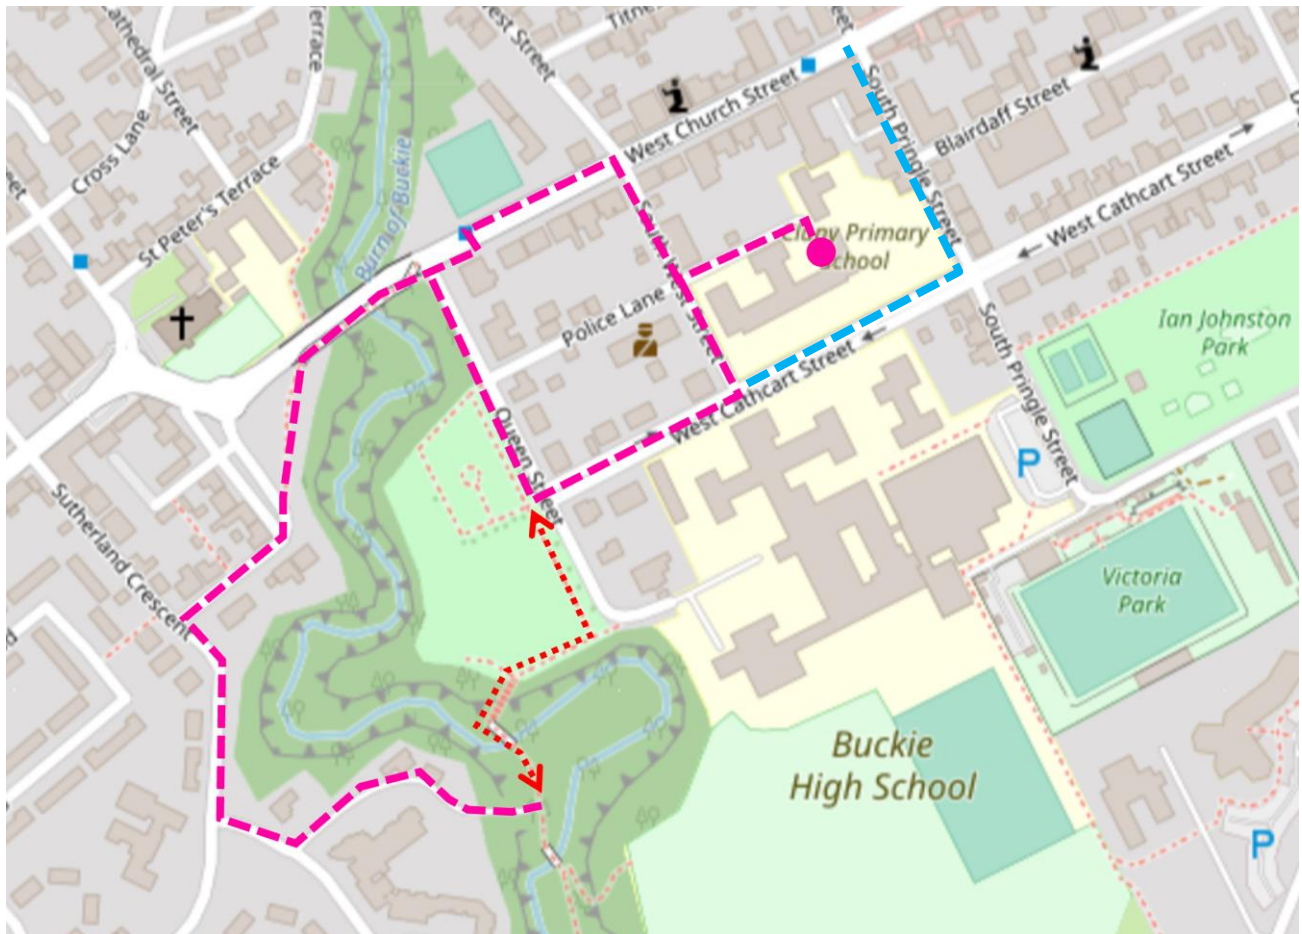 Cathedral Street
Terrace
West Street
Street
Cross Lane
St Peter's Terrace
Burn of Buckie
West Church Street
South Pringle Street
Blairdaff Street
West Cathcart Street
South West Street
Cluny Primary
School
Police Lane
West Cathcart Street
South Pringle Street
Ian Johnston
Park
Queen Street
P
Sutherland Crescent
Victoria
Park
Buckie
High School
P